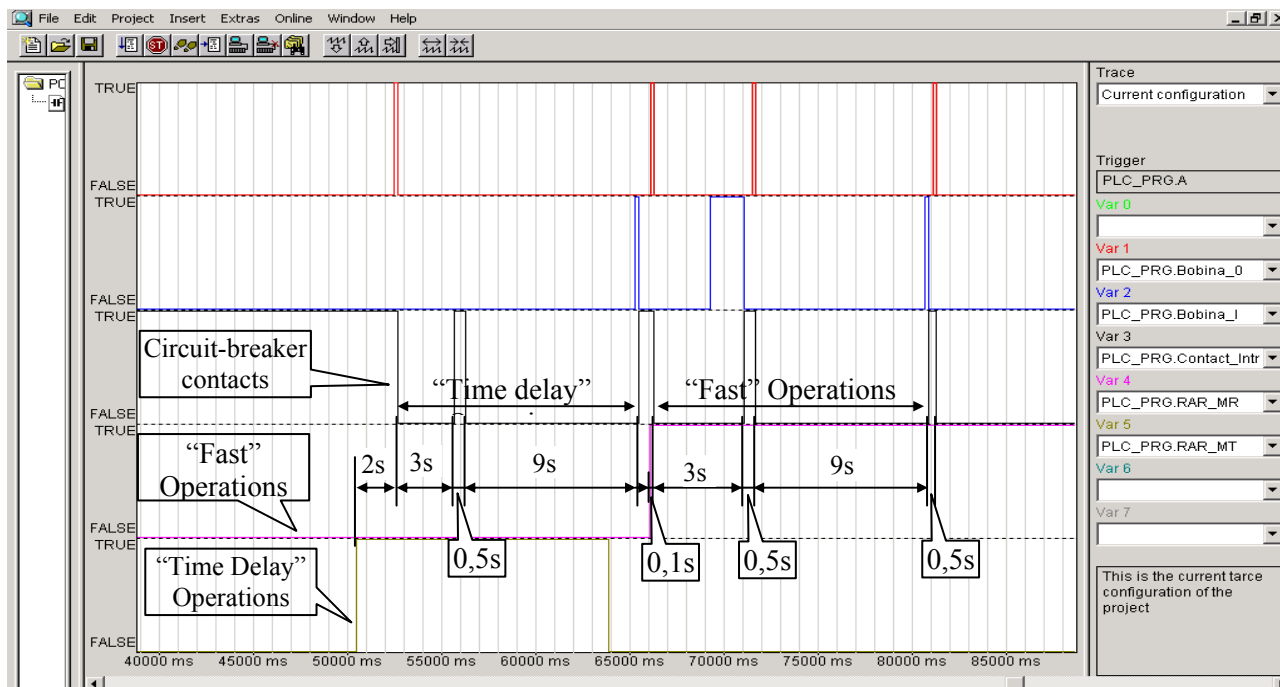 File Edit Project Insert Extras Online Window Help
PC
TRUE
FALSE
TRUE
FALSE
TRUE
FALSE
TRUE
FALSE
TRUE
FALSE
Circuit-breaker
contacts
“Time delay”
“Fast” Operations
“Fast”
Operations
2s
3s
9s
3s
9s
0,5s
0,1s
0,5s
0,5s
“Time Delay”
Operations
40000 ms 45000 ms 50000 ms 55000 ms 60000 ms 65000 ms 70000 ms 75000 ms 80000 ms 85000 ms
Trace
Current configuration
Trigger
PLC_PRG.A
Var 0
Var 1
PLC_PRG.Bobina_0
Var 2
PLC_PRG.Bobina_I
Var 3
PLC_PRG.Contact_Intr
Var 4
PLC_PRG.RAR_MR
Var 5
PLC_PRG.RAR_MT
Var 6
Var 7
This is the current tarce
configuration of the
project